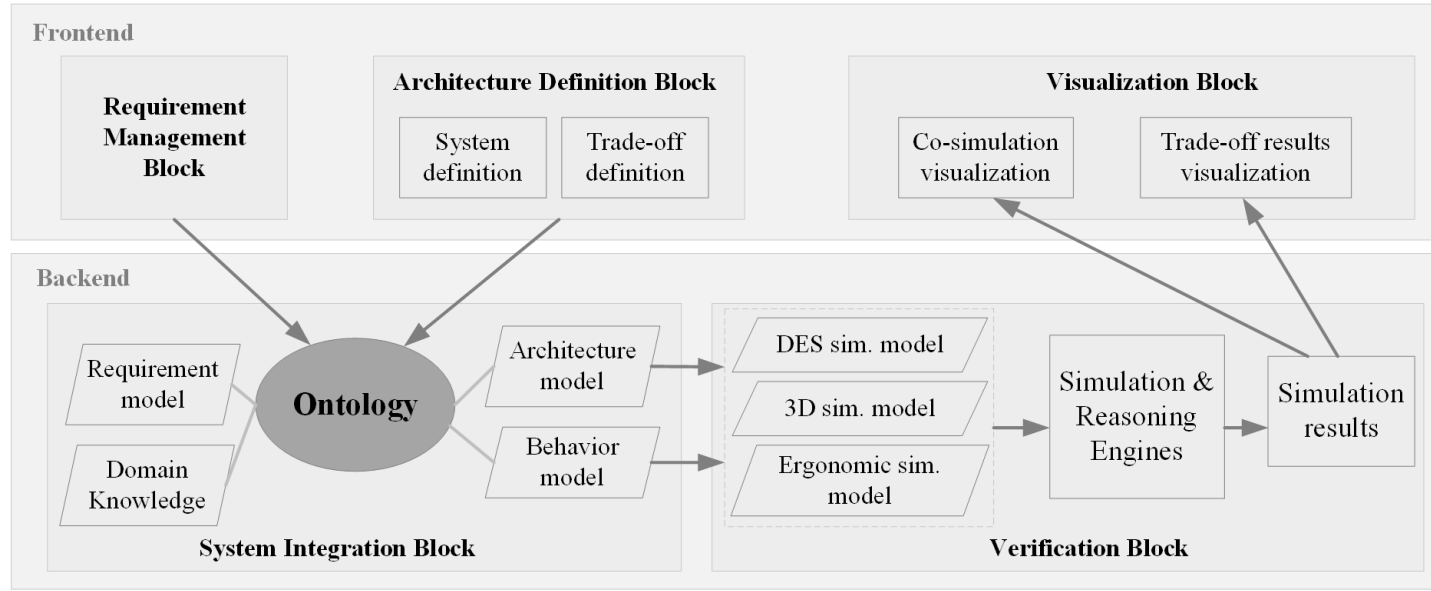 Frontend
Requirement
Management
Block
Architecture Definition Block
System
definition
Trade-off
definition
Visualization Block
Co-simulation
visualization
Trade-off results
visualization
Backend
Requirement
model
Domain
Knowledge
Ontology
Architecture
model
Behavior
model
System Integration Block
DES sim. model
3D sim. model
Ergonomic sim.
model
Simulation &
Reasoning
Engines
Simulation
results
Verification Block